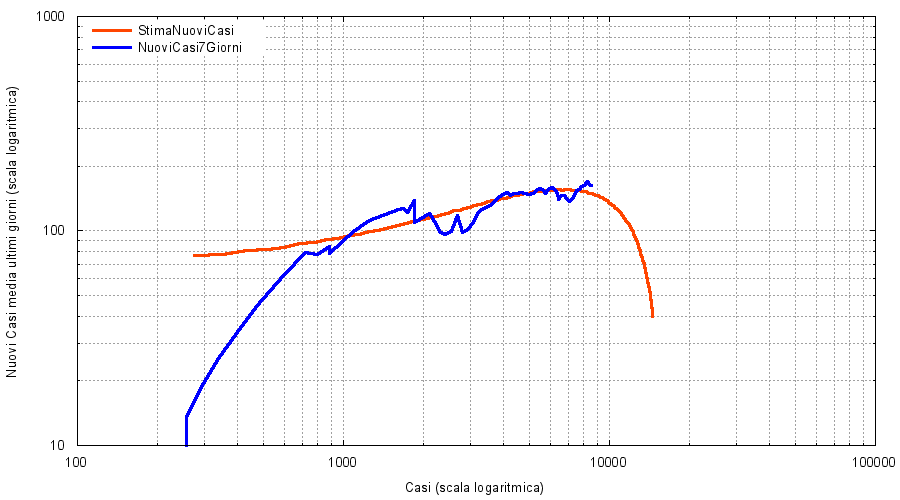 1000
StimaNuoviCasi
NuoviCasi7Giorni
Nuovi Casi media ultimi giorni (scala logaritmica)
100
10
100
1000
10000
100000
Casi (scala logaritmica)